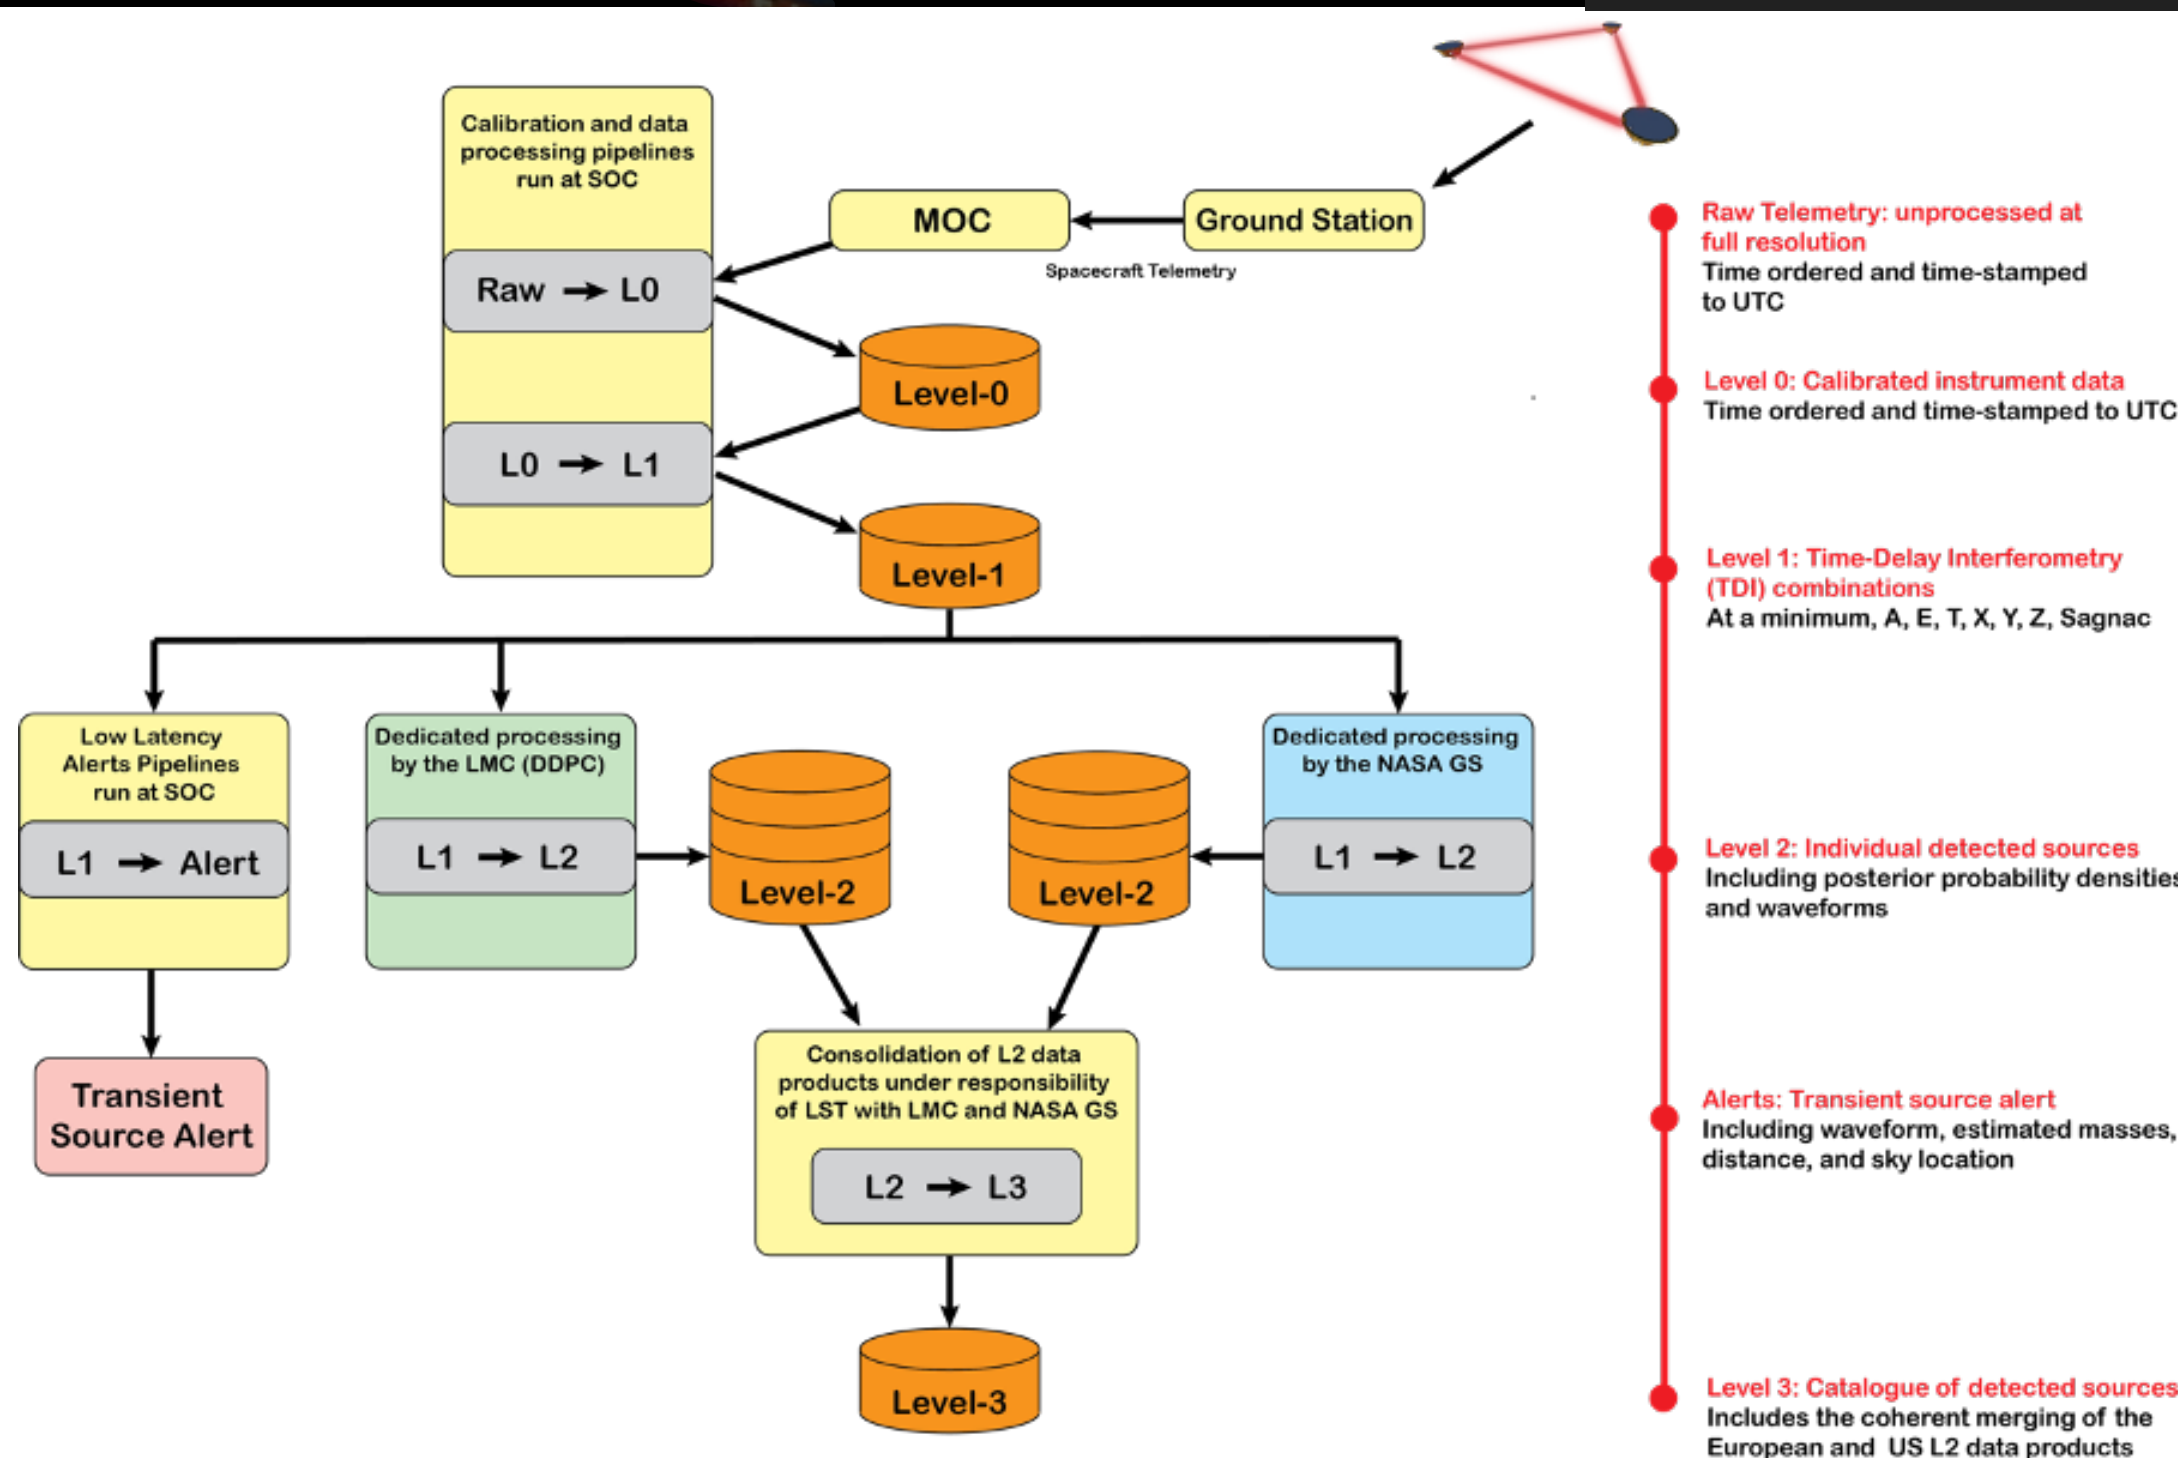 Calibration and data
processing pipelines
run at SOC
MOC
Ground Station
Spacecraft Telemetry
Raw → L0
Level-0
L0 → L1
Level-1
Low Latency
Alerts Pipelines
run at SOC
L1 → Alert
Transient
Source Alert
Dedicated processing
by the LMC (DDPC)
L1 → L2
Level-2
Level-2
Dedicated processing
by the NASA GS
L1 → L2
Consolidation of L2 data
products under responsibility
of LST with LMC and NASA GS
L2 → L3
Level-3
Raw Telemetry: unprocessed at
full resolution
Time ordered and time-stamped
to UTC
Level 0: Calibrated instrument data
Time ordered and time-stamped to UTC
Level 1: Time-Delay Interferometry
(TDI) combinations
At a minimum, A, E, T, X, Y, Z, Sagnac
Level 2: Individual detected sources
Including posterior probability densities
and waveforms
Alerts: Transient source alert
Including waveform, estimated masses,
distance, and sky location
Level 3: Catalogue of detected sources
Includes the coherent merging of the
European and US L2 data products